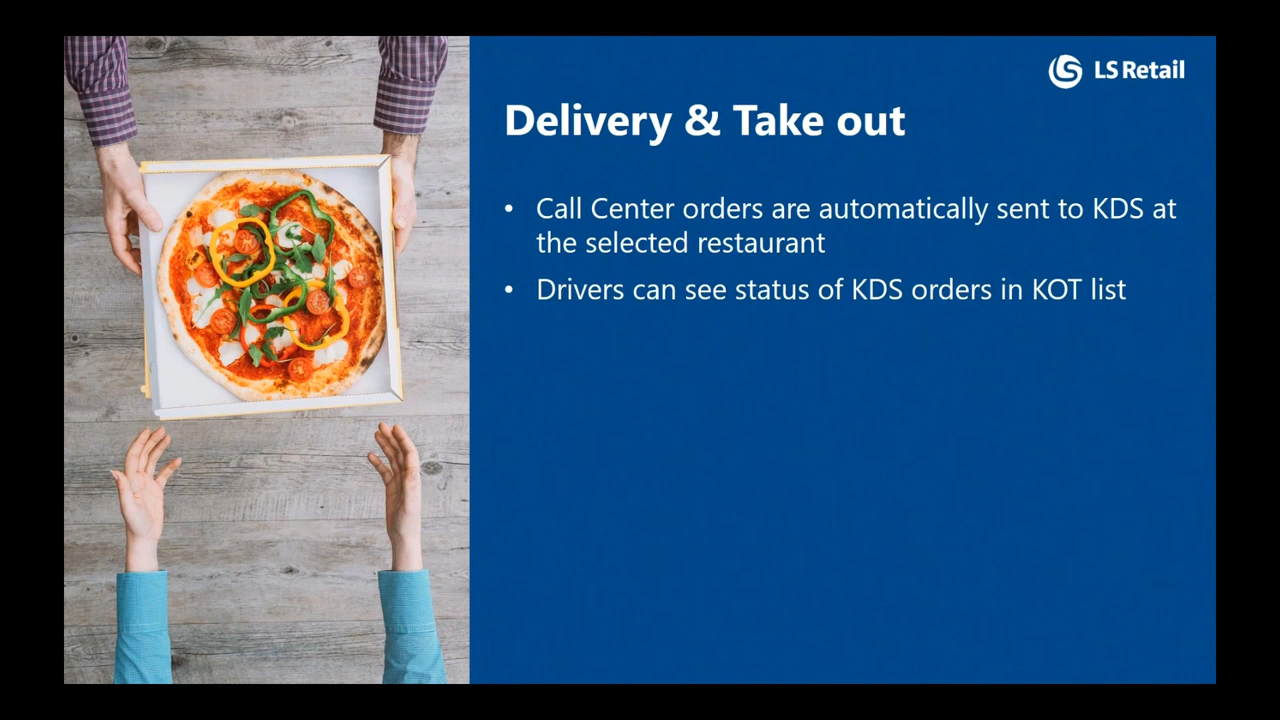 LS Retail
Delivery & Take out
• Call Center orders are automatically sent to KDS at
the selected restaurant
• Drivers can see status of KDS orders in KOT list